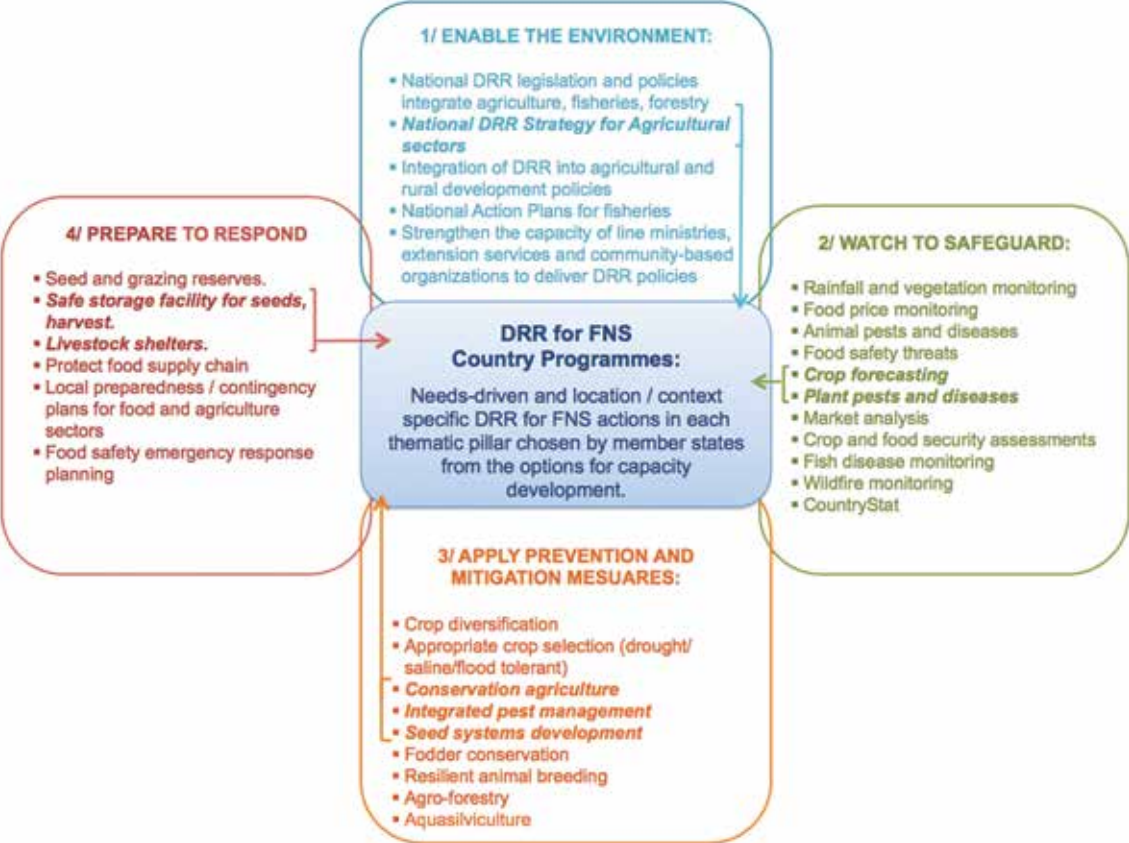 1/ ENABLE THE ENVIRONMENT:
▪ National DRR legislation and policies
integrate agriculture, fisheries, forestry
▪ National DRR Strategy for Agricultural
sectors
▪ Integration of DRR into agricultural and
rural development policies
▪ National Action Plans for fisheries
▪ Strengthen the capacity of line ministries,
extension services and community-based
organizations to deliver DRR policies
4/ PREPARE TO RESPOND
▪ Seed and grazing reserves.
▪ Safe storage facility for seeds,
harvest.
▪ Livestock shelters.
▪ Protect food supply chain
▪ Local preparedness / contingency
plans for food and agriculture
sectors
▪ Food safety emergency response
planning
DRR for FNS
Country Programmes:
Needs-driven and location / context
specific DRR for FNS actions in each
thematic pillar chosen by member states
from the options for capacity
development.
2/ WATCH TO SAFEGUARD:
▪ Rainfall and vegetation monitoring
▪ Food price monitoring
▪ Animal pests and diseases
▪ Food safety threats
▪ Crop forecasting
▪ Plant pests and diseases
▪ Market analysis
▪ Crop and food security assessments
▪ Fish disease monitoring
▪ Wildfire monitoring
▪ CountryStat
3/ APPLY PREVENTION AND
MITIGATION MESUARES:
▪ Crop diversification
▪ Appropriate crop selection (drought/
saline/flood tolerant)
▪ Conservation agriculture
▪ Integrated pest management
▪ Seed systems development
▪ Fodder conservation
▪ Resilient animal breeding
▪ Agro-forestry
▪ Aquasilviculture